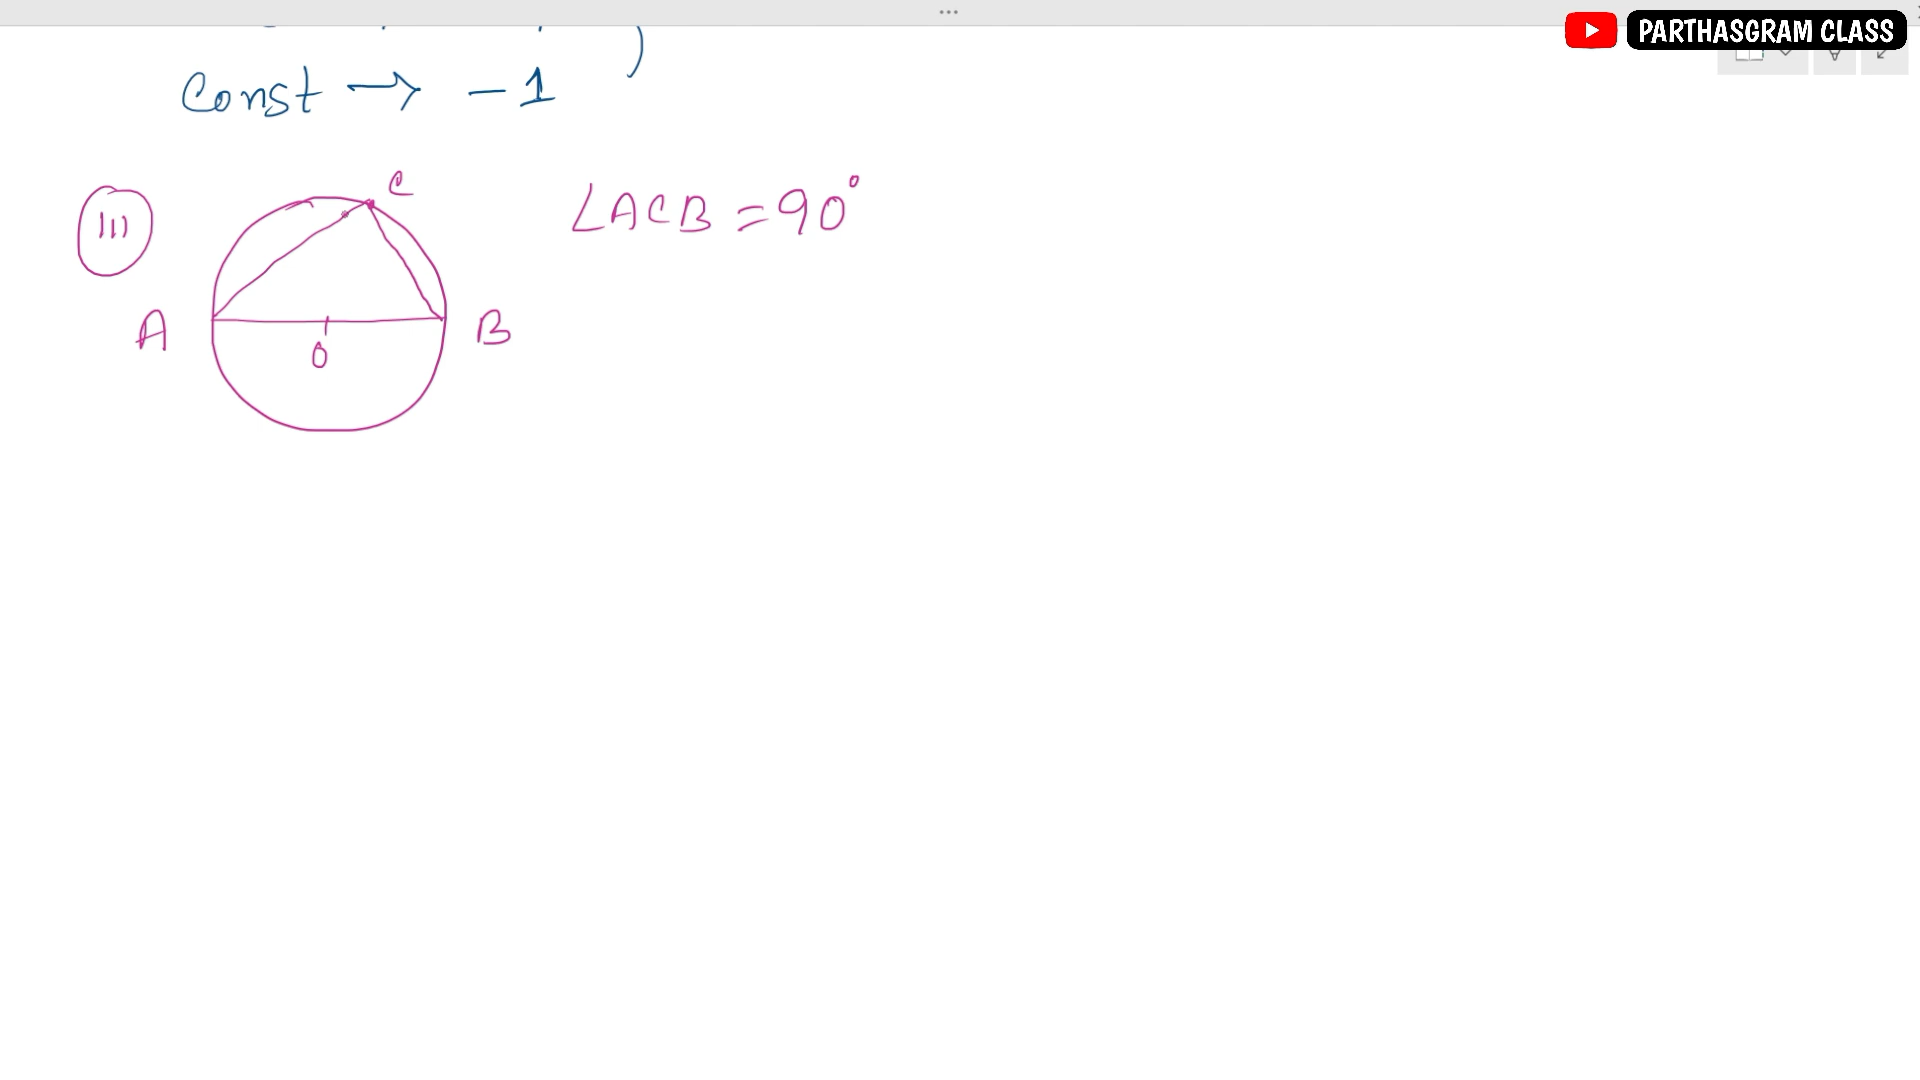 PARTHASGRAM CLASS
Const → -1
III
C
∠ACB = 90°
A
B
O